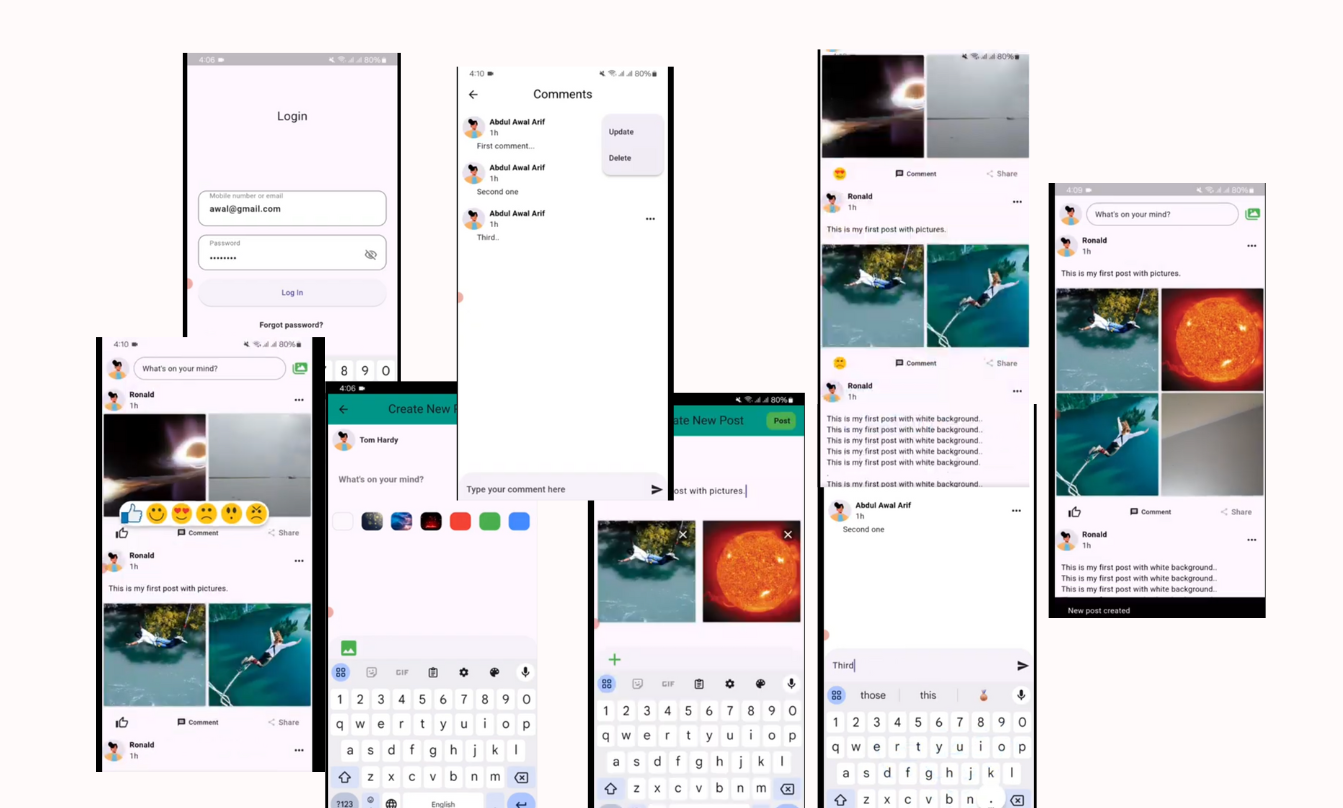 4:06
80%
Login
Mobile number or email
awal@gmail.com
Password
••••••••
Log In
Forgot password?
8 9 0
4:10
80%
Comments
Abdul Awal Arif
1h
First comment...
Update
Delete
Abdul Awal Arif
1h
Second one
Abdul Awal Arif
1h
Third..
Type your comment here
80%
Comment
Share
Ronald
1h
This is my first post with pictures.
Comment
Share
Ronald
1h
This is my first post with white background..
This is my first post with white background..
This is my first post with white background..
This is my first post with white background..
This is my first post with white background.
.
This is my first post with white background..
4:09
80%
What's on your mind?
Ronald
1h
This is my first post with pictures.
Comment
Share
Ronald
1h
This is my first post with white background..
This is my first post with white background..
This is my first post with white background..
New post created
4:10
80%
What's on your mind?
Ronald
1h
Comment
Share
Ronald
1h
This is my first post with pictures.
Comment
Share
Ronald
1h
4:06
Create New P
Tom Hardy
What's on your mind?
GIF
1 2 3 4 5 6 7 8 9 0
q w e r t y u i o p
a s d f g h j k l
z x c v b n m
?123
English
.
80%
ate New Post
Post
ost with pictures.
GIF
1 2 3 4 5 6 7 8 9 0
q w e r t y u i o p
a s d f g h j k l
z x c v b n m
Abdul Awal Arif
1h
Second one
Third
those
this
1 2 3 4 5 6 7 8 9 0
q w e r t y u i o p
a s d f g h j k l
z x c v b n .